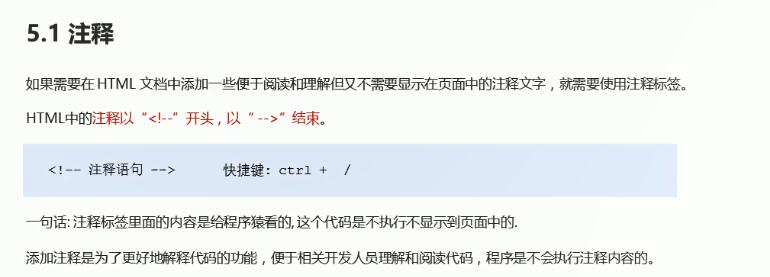 5.1 注释
如果需要在 HTML 文档中添加一些便于阅读和理解但又不需要显示在页面中的注释文字，就需要使用注释标签。
HTML中的注释以“<!--”开头，以“ -->”结束。
<!-- 注释语句 --> 快捷键: ctrl + /
一句话: 注释标签里面的内容是给程序猿看的, 这个代码是不执行不显示到页面中的.
添加注释是为了更好地解释代码的功能，便于相关开发人员理解和阅读代码，程序是不会执行注释内容的。